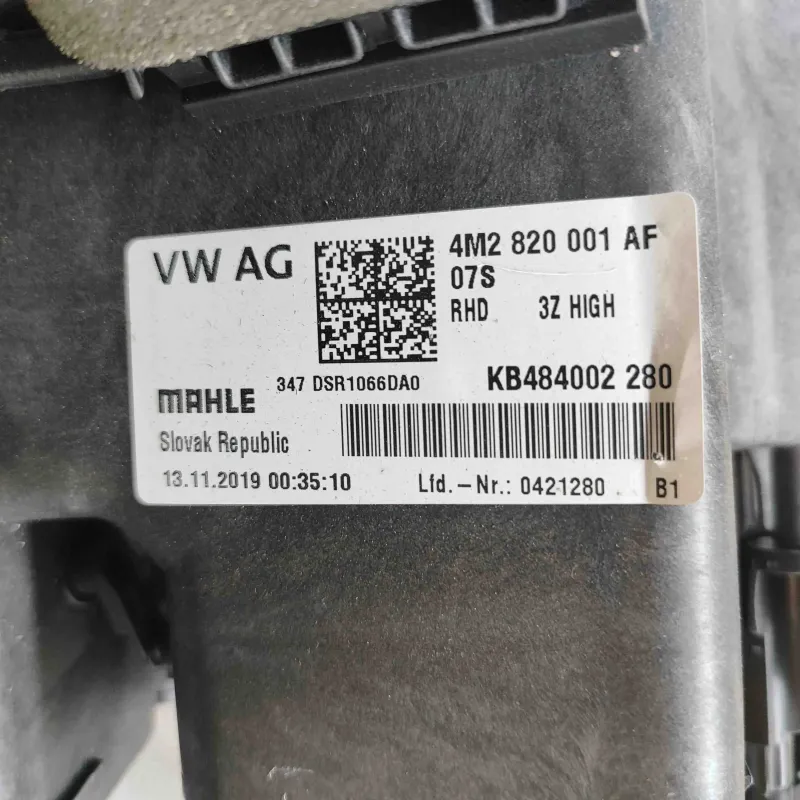 VW AG
4M2 820 001 AF
07S
RHD 3Z HIGH
347 DSR1066DA0
KB484002 280
MAHLE
Slovak Republic
13.11.2019 00:35:10
Lfd.-Nr.: 0421280 B1